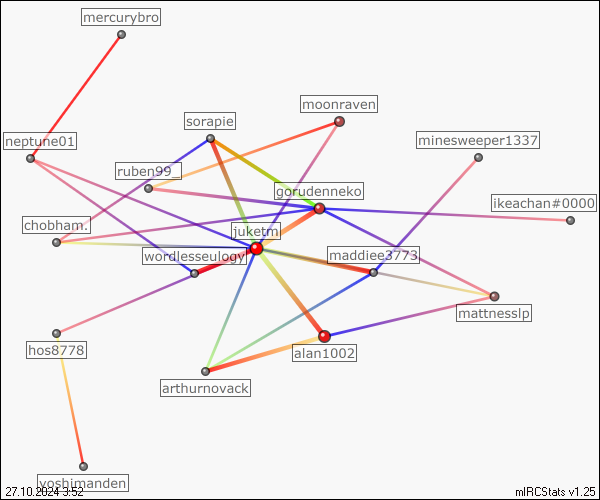 mercurybro
moonraven
sorapie
neptune01
minesweeper1337
ruben99_
gorudenneko
ikeachan#0000
chobham.
juketm
wordlesseulogy
maddiee3773
mattnesslp
hos8778
alan1002
arthurnovack
yoshimanden
27.10.2024 3:52
mIRCStats v1.25